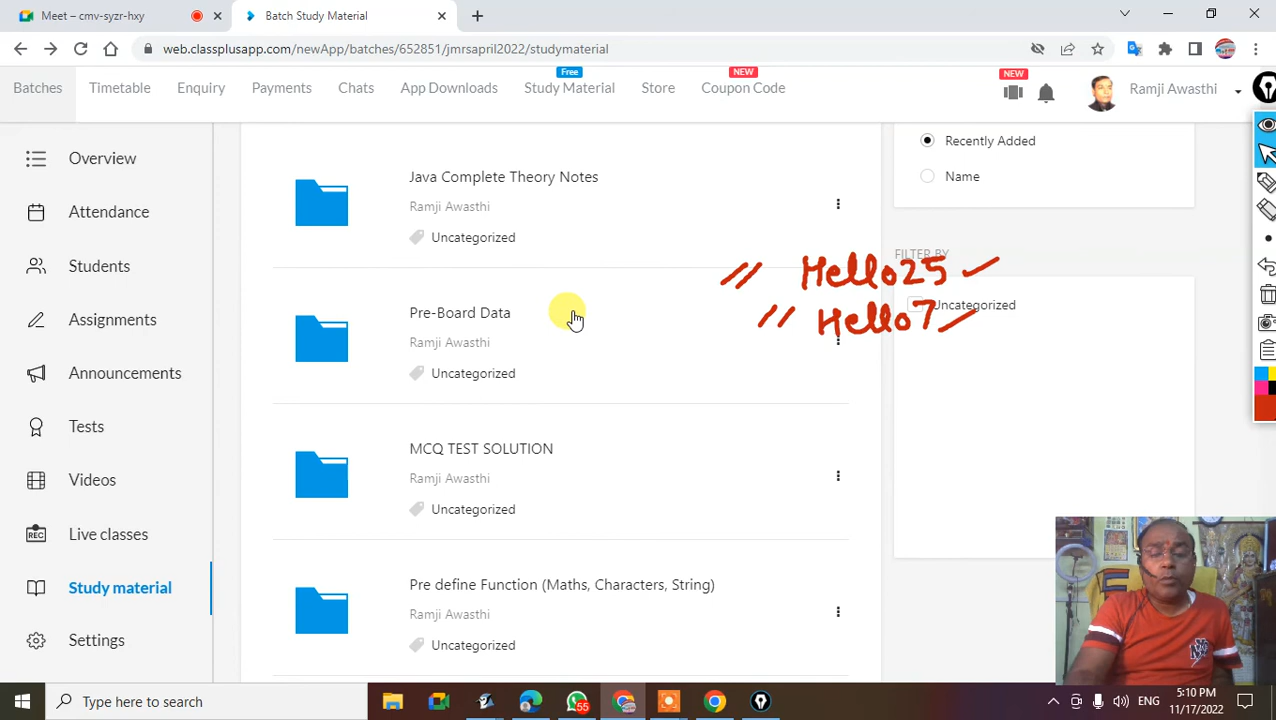 Meet – cmv-syzr-hxy
Batch Study Material
web.classplusapp.com/newApp/batches/652851/jmrsapril2022/studymaterial
Free
NEW
NEW
Batches
Timetable
Enquiry
Payments
Chats
App Downloads
Study Material
Store
Coupon Code
Ramji Awasthi
Overview
Attendance
Students
Assignments
Announcements
Tests
Videos
REC
Live classes
Study material
Settings
Java Complete Theory Notes
Ramji Awasthi
Uncategorized
Pre-Board Data
Ramji Awasthi
Uncategorized
MCQ TEST SOLUTION
Ramji Awasthi
Uncategorized
Pre define Function (Maths, Characters, String)
Ramji Awasthi
Uncategorized
Recently Added
Name
FILTER BY
Uncategorized
// Hello25
// Hello7
Type here to search
55
ENG
5:10 PM
11/17/2022